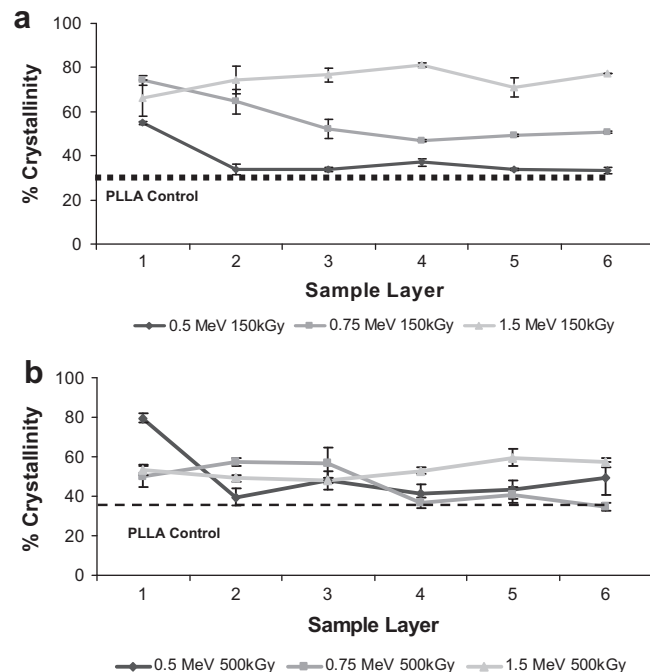 a
100
80
60
40
20
0
% Crystallinity
PLLA Control
1 2 3 4 5 6
Sample Layer
0.5 MeV 150kGy 0.75 MeV 150kGy 1.5 MeV 150kGy
b
100
80
60
40
20
0
% Crystallinity
PLLA Control
1 2 3 4 5 6
Sample Layer
0.5 MeV 500kGy 0.75 MeV 500kGy 1.5 MeV 500kGy